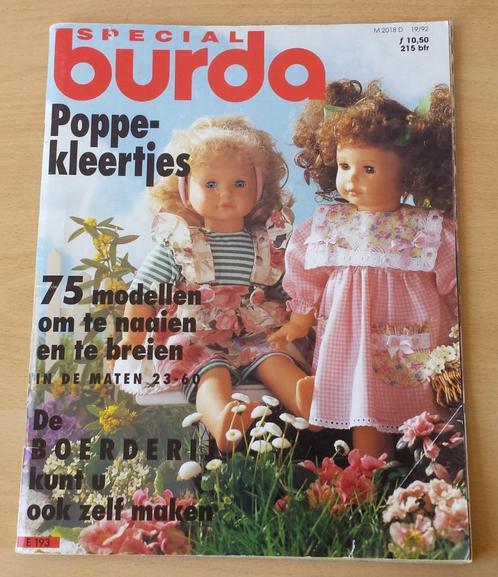 SPECIAL
burda
M 2018 D 19/92
ƒ 10,50
215 bfr
Poppe-
kleertjes
75 modellen
om te naaien
en te breien
IN DE MATEN 23-60
De
BOERDERIJ
kunt u
ook zelf maken
E 193